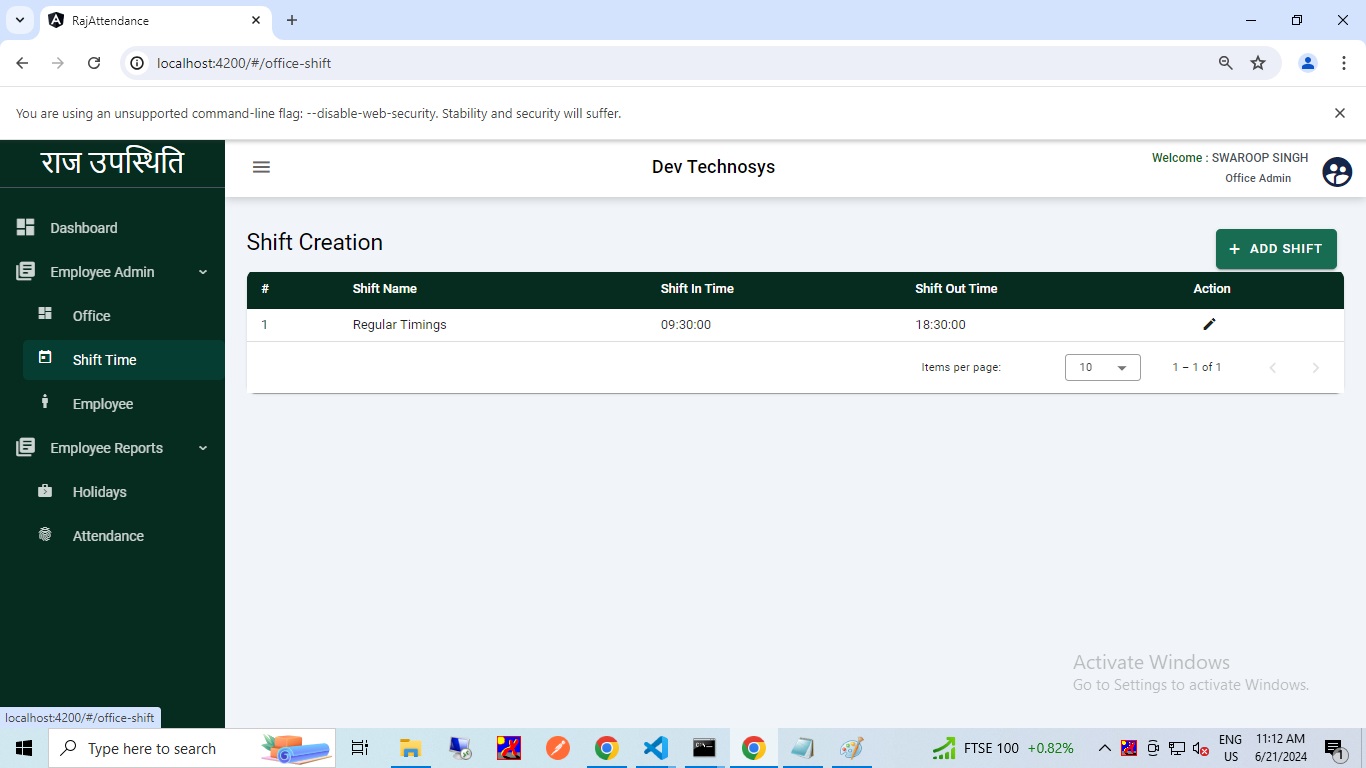 RajAttendance
localhost:4200/#/office-shift
You are using an unsupported command-line flag: --disable-web-security. Stability and security will suffer.
राज उपस्थिति
Dev Technosys
Welcome : SWAROOP SINGH
Office Admin
Dashboard
Employee Admin
Office
Shift Time
Employee
Employee Reports
Holidays
Attendance
Shift Creation
+ ADD SHIFT
# Shift Name Shift In Time Shift Out Time Action
1 Regular Timings 09:30:00 18:30:00
Items per page: 10 1 – 1 of 1
Activate Windows
Go to Settings to activate Windows.
localhost:4200/#/office-shift
Type here to search
FTSE 100 +0.82%
ENG
US
11:12 AM
6/21/2024
1